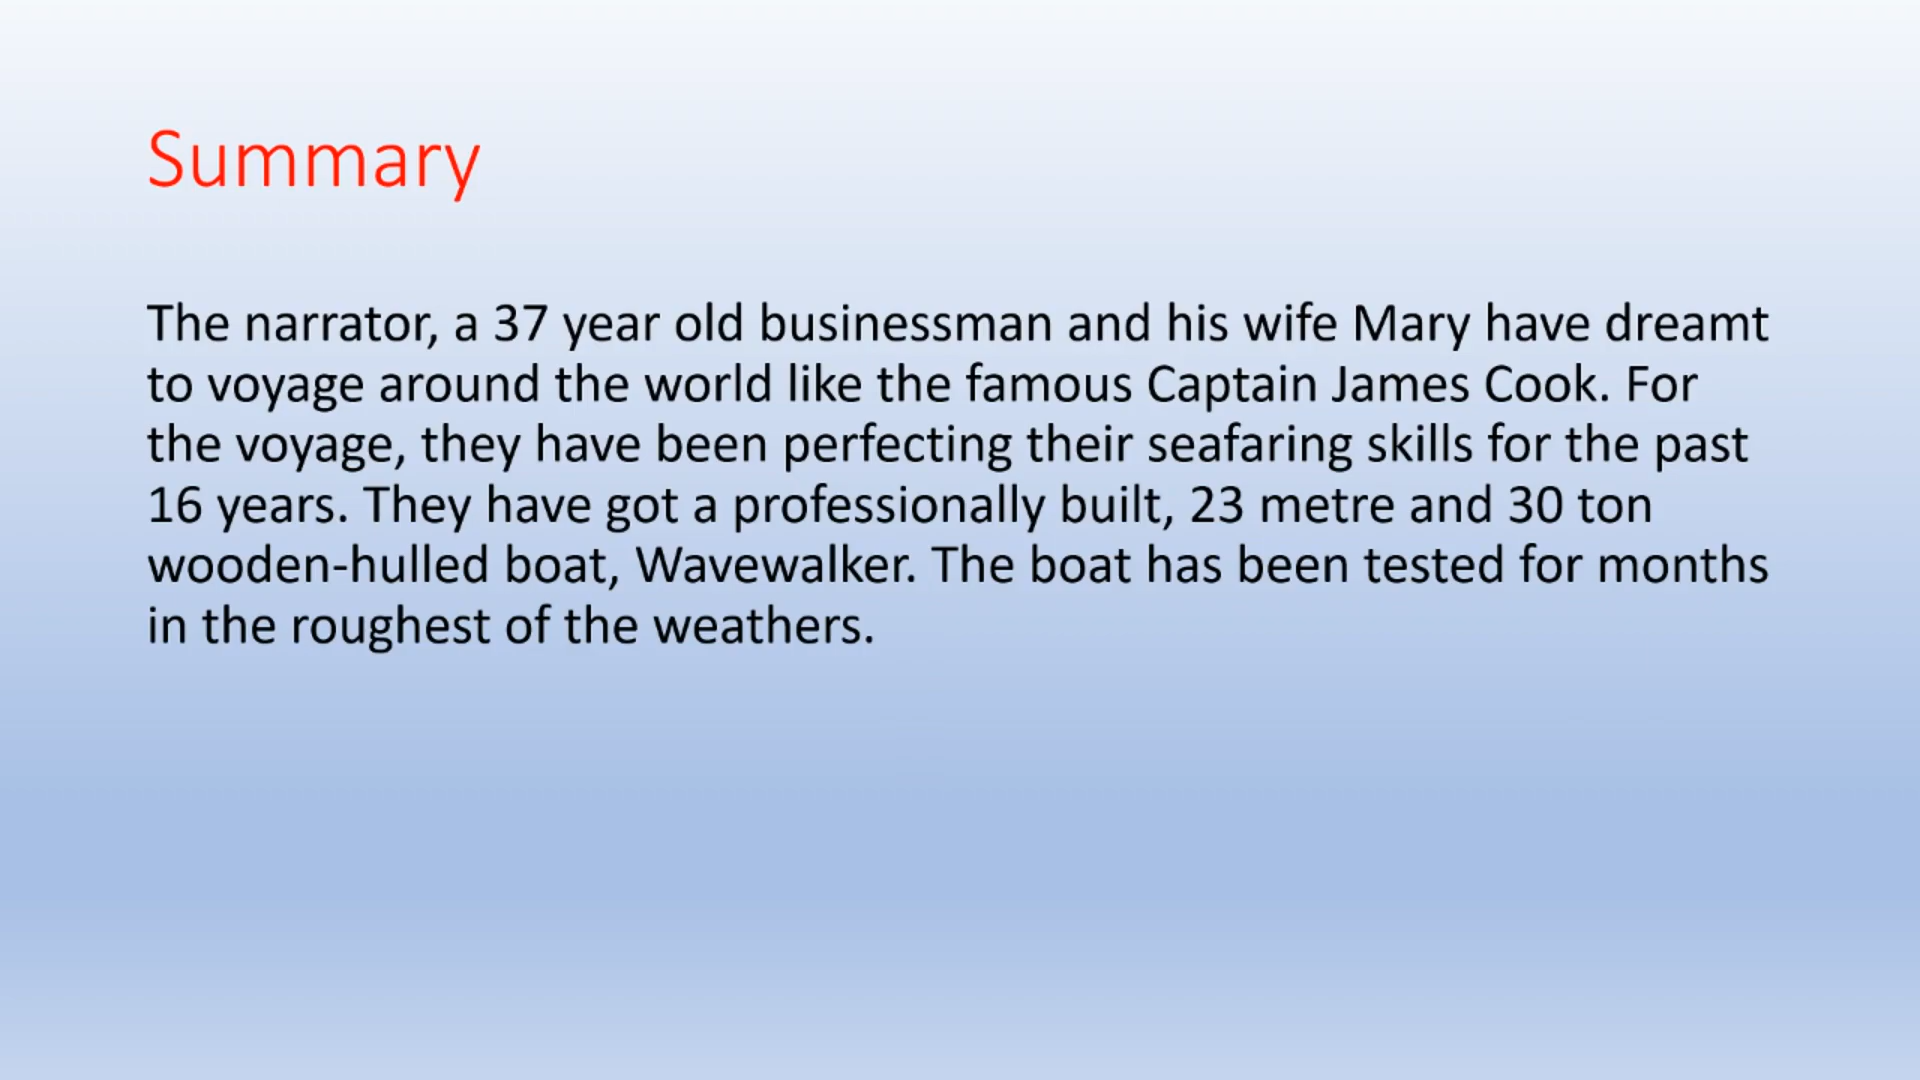 Summary
The narrator, a 37 year old businessman and his wife Mary have dreamt
to voyage around the world like the famous Captain James Cook. For
the voyage, they have been perfecting their seafaring skills for the past
16 years. They have got a professionally built, 23 metre and 30 ton
wooden-hulled boat, Wavewalker. The boat has been tested for months
in the roughest of the weathers.